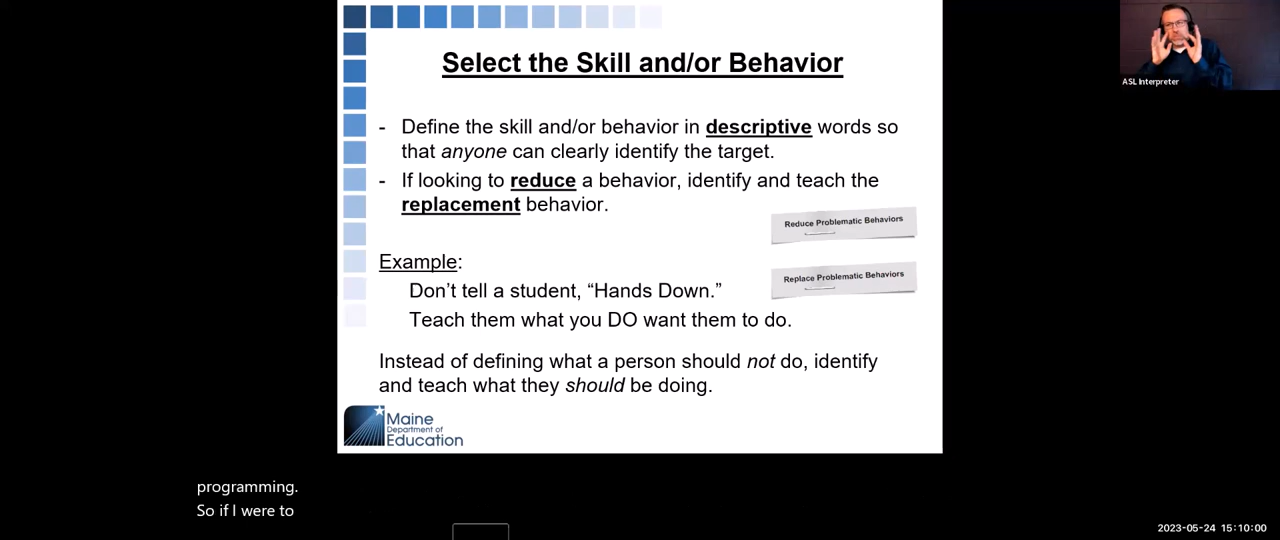 Select the Skill and/or Behavior
ASL Interpreter
- Define the skill and/or behavior in descriptive words so
that anyone can clearly identify the target.
- If looking to reduce a behavior, identify and teach the
replacement behavior.
Reduce Problematic Behaviors
Replace Problematic Behaviors
Example:
Don’t tell a student, “Hands Down.”
Teach them what you DO want them to do.
Instead of defining what a person should not do, identify
and teach what they should be doing.
Maine
Department of
Education
programming.
So if I were to
2023-05-24 15:10:00